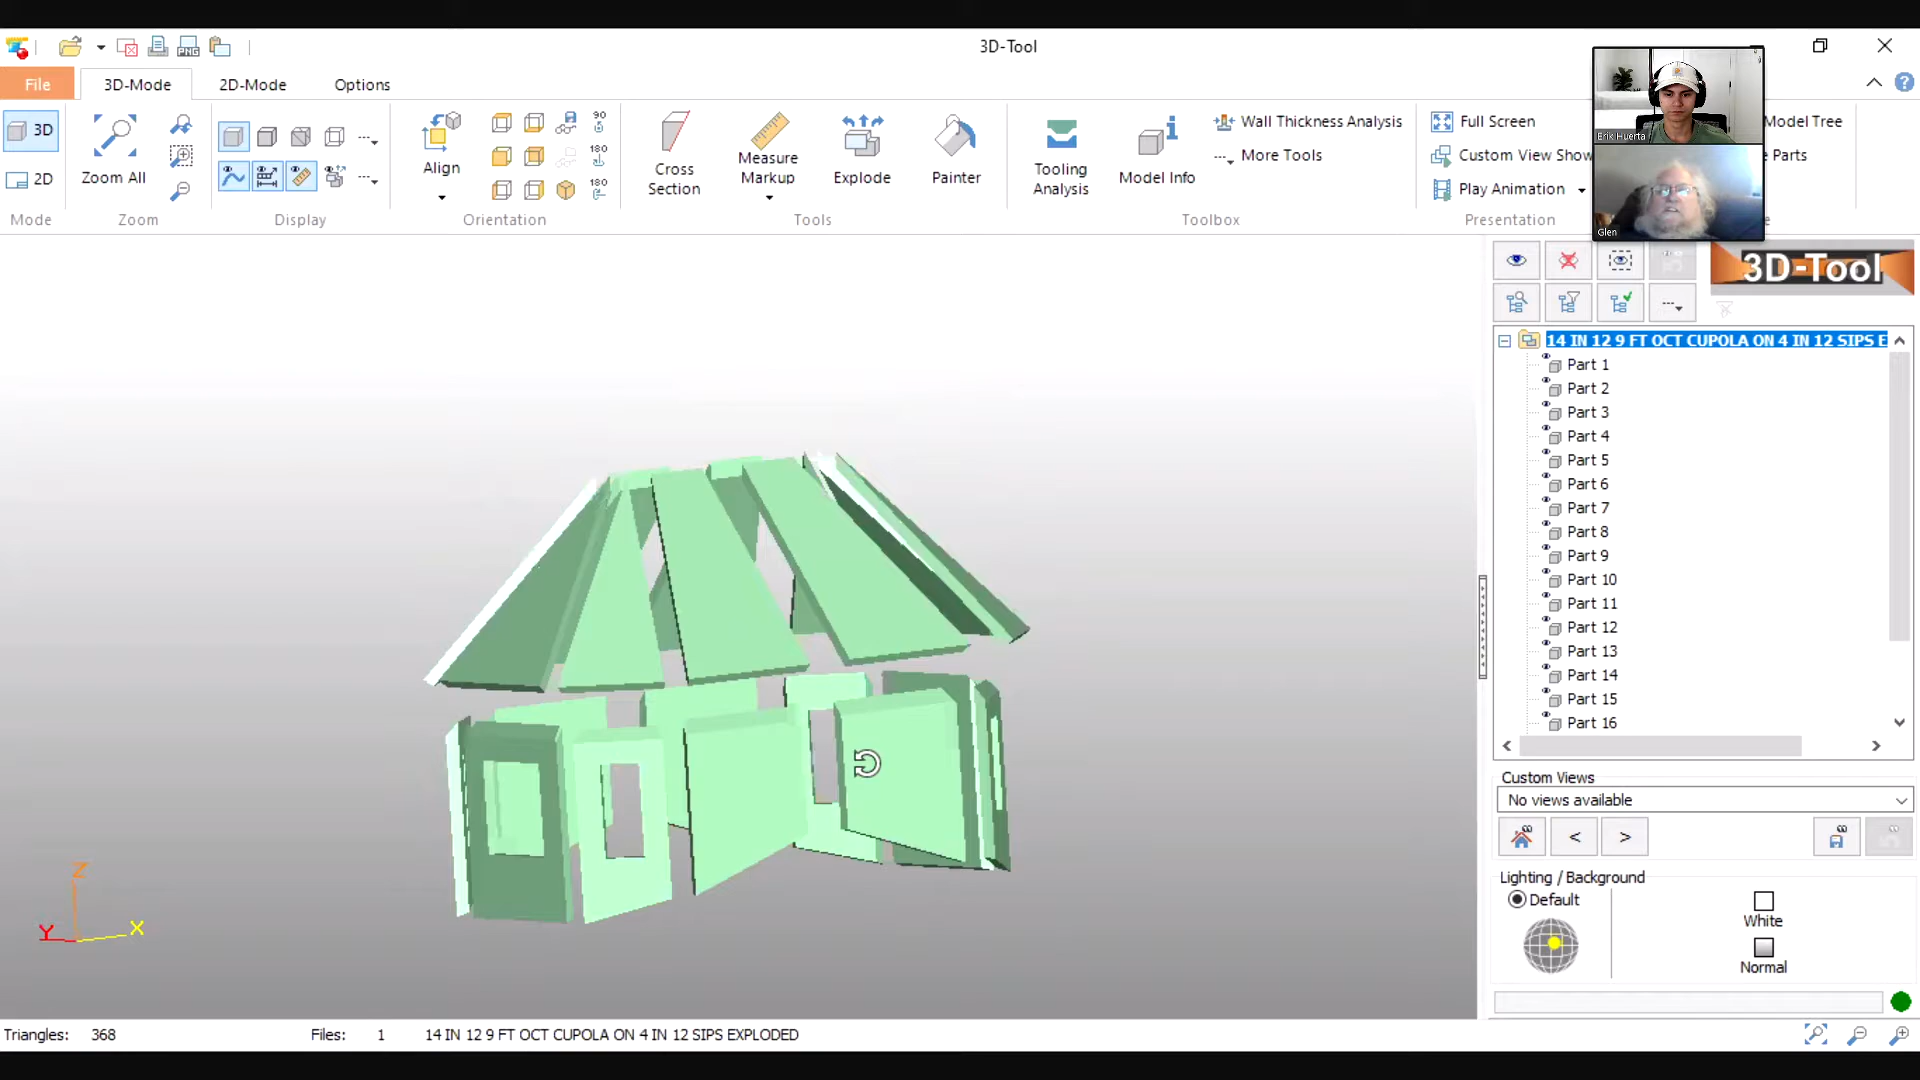 3D-Tool
File
3D-Mode
2D-Mode
Options
3D
2D
Mode
Zoom All
Zoom
Display
Align
90
180
180
Orientation
Cross
Section
Measure
Markup
Explode
Painter
Tools
Tooling
Analysis
Model Info
Wall Thickness Analysis
More Tools
Toolbox
Full Screen
Custom View Show
Play Animation
Presentation
Model Tree
Parts
PNG
Erik Huerta
Glen
3D-Tool
14 IN 12 9 FT OCT CUPOLA ON 4 IN 12 SIPS E
Part 1
Part 2
Part 3
Part 4
Part 5
Part 6
Part 7
Part 8
Part 9
Part 10
Part 11
Part 12
Part 13
Part 14
Part 15
Part 16
Custom Views
No views available
<
>
Lighting / Background
Default
White
Normal
Z
Y
X
Triangles: 368
Files: 1
14 IN 12 9 FT OCT CUPOLA ON 4 IN 12 SIPS EXPLODED